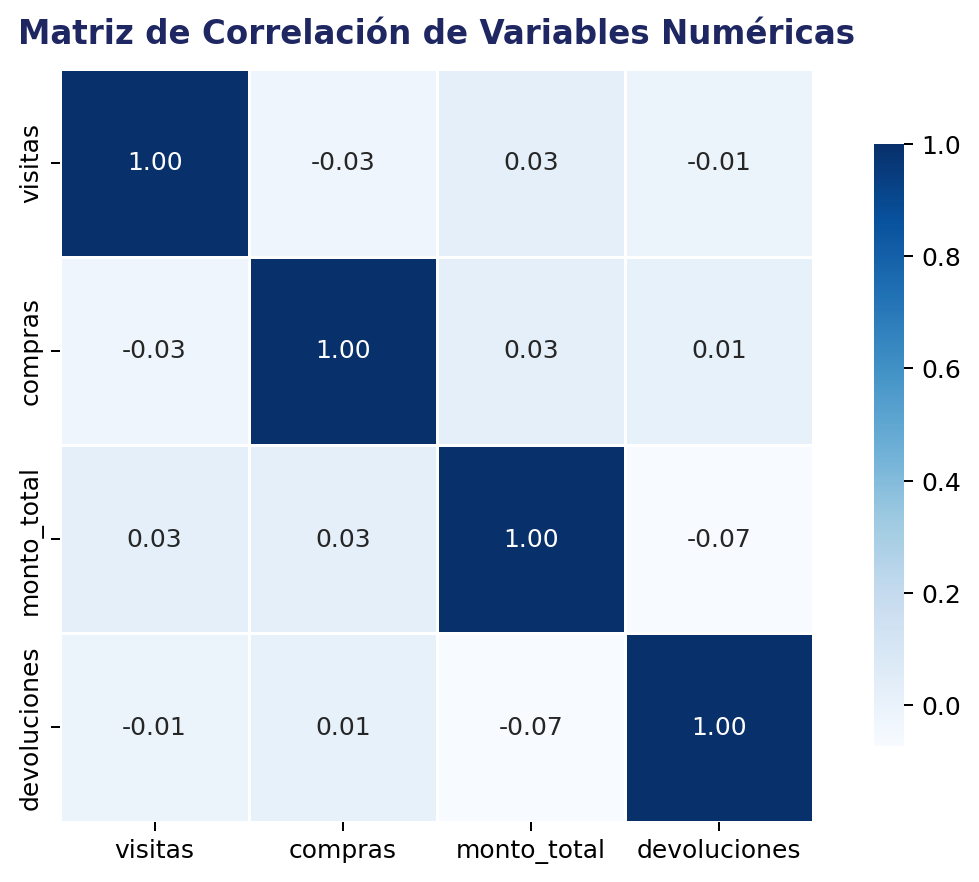 Matriz de Correlación de Variables Numéricas
visitas 1.00 -0.03 0.03 -0.01
compras -0.03 1.00 0.03 0.01
monto_total 0.03 0.03 1.00 -0.07
devoluciones -0.01 0.01 -0.07 1.00
visitas compras monto_total devoluciones
1.0
0.8
0.6
0.4
0.2
0.0